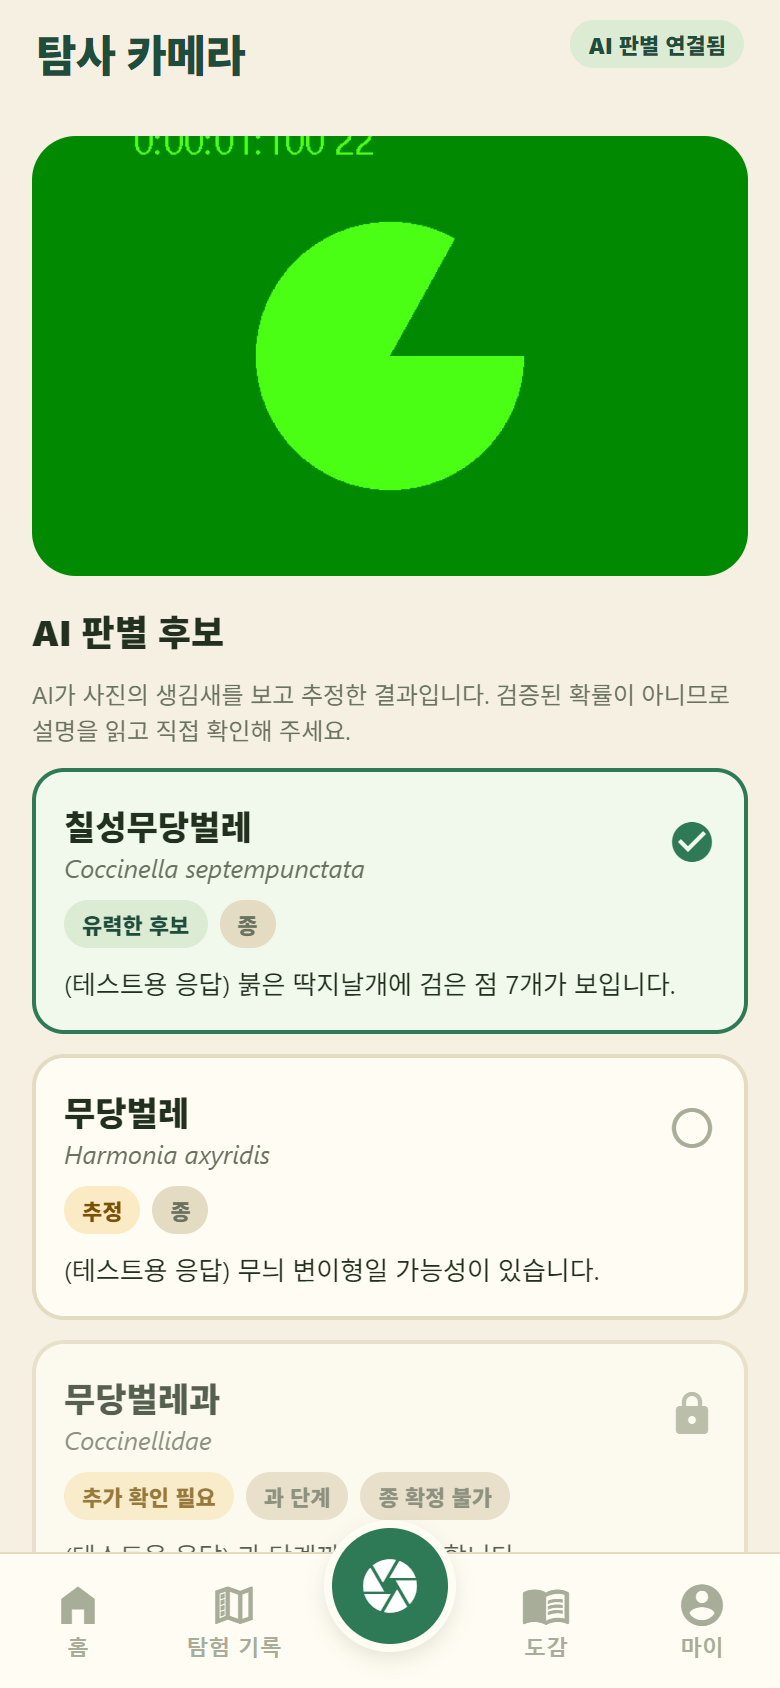 탐사 카메라
AI 판별 연결됨
0:00:01:100 22
AI 판별 후보
AI가 사진의 생김새를 보고 추정한 결과입니다. 검증된 확률이 아니므로
설명을 읽고 직접 확인해 주세요.
칠성무당벌레
Coccinella septempunctata
유력한 후보 종
(테스트용 응답) 붉은 딱지날개에 검은 점 7개가 보입니다.
무당벌레
Harmonia axyridis
추정 종
(테스트용 응답) 무늬 변이형일 가능성이 있습니다.
무당벌레과
Coccinellidae
추가 확인 필요 과 단계 종 확정 불가
(테스트용 응답) 과
홈 탐험 기록 도감 마이